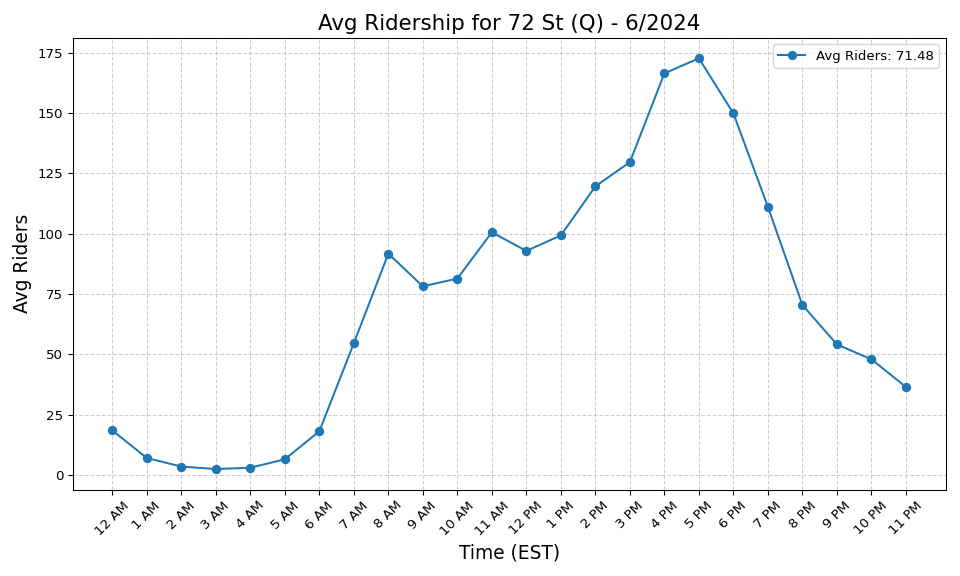 Avg Ridership for 72 St (Q) - 6/2024
Avg Riders: 71.48
Avg Riders
175
150
125
100
75
50
25
0
12 AM
1 AM
2 AM
3 AM
4 AM
5 AM
6 AM
7 AM
8 AM
9 AM
10 AM
11 AM
12 PM
1 PM
2 PM
3 PM
4 PM
5 PM
6 PM
7 PM
8 PM
9 PM
10 PM
11 PM
Time (EST)